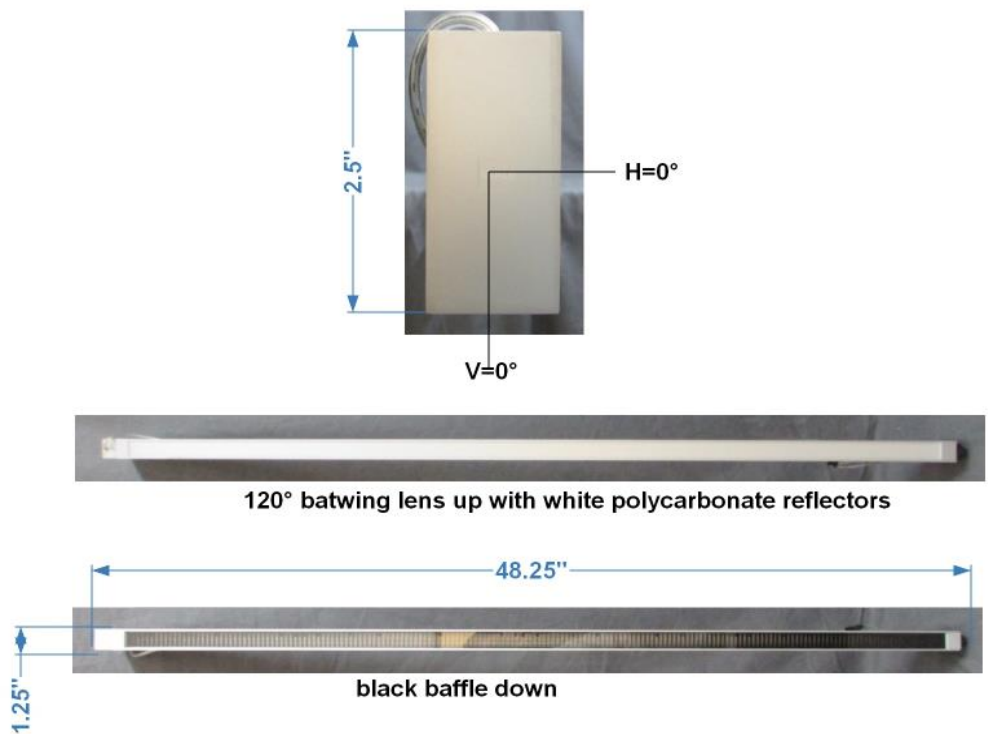 2.5"
H=0°
V=0°
120° batwing lens up with white polycarbonate reflectors
48.25"
1.25"
black baffle down